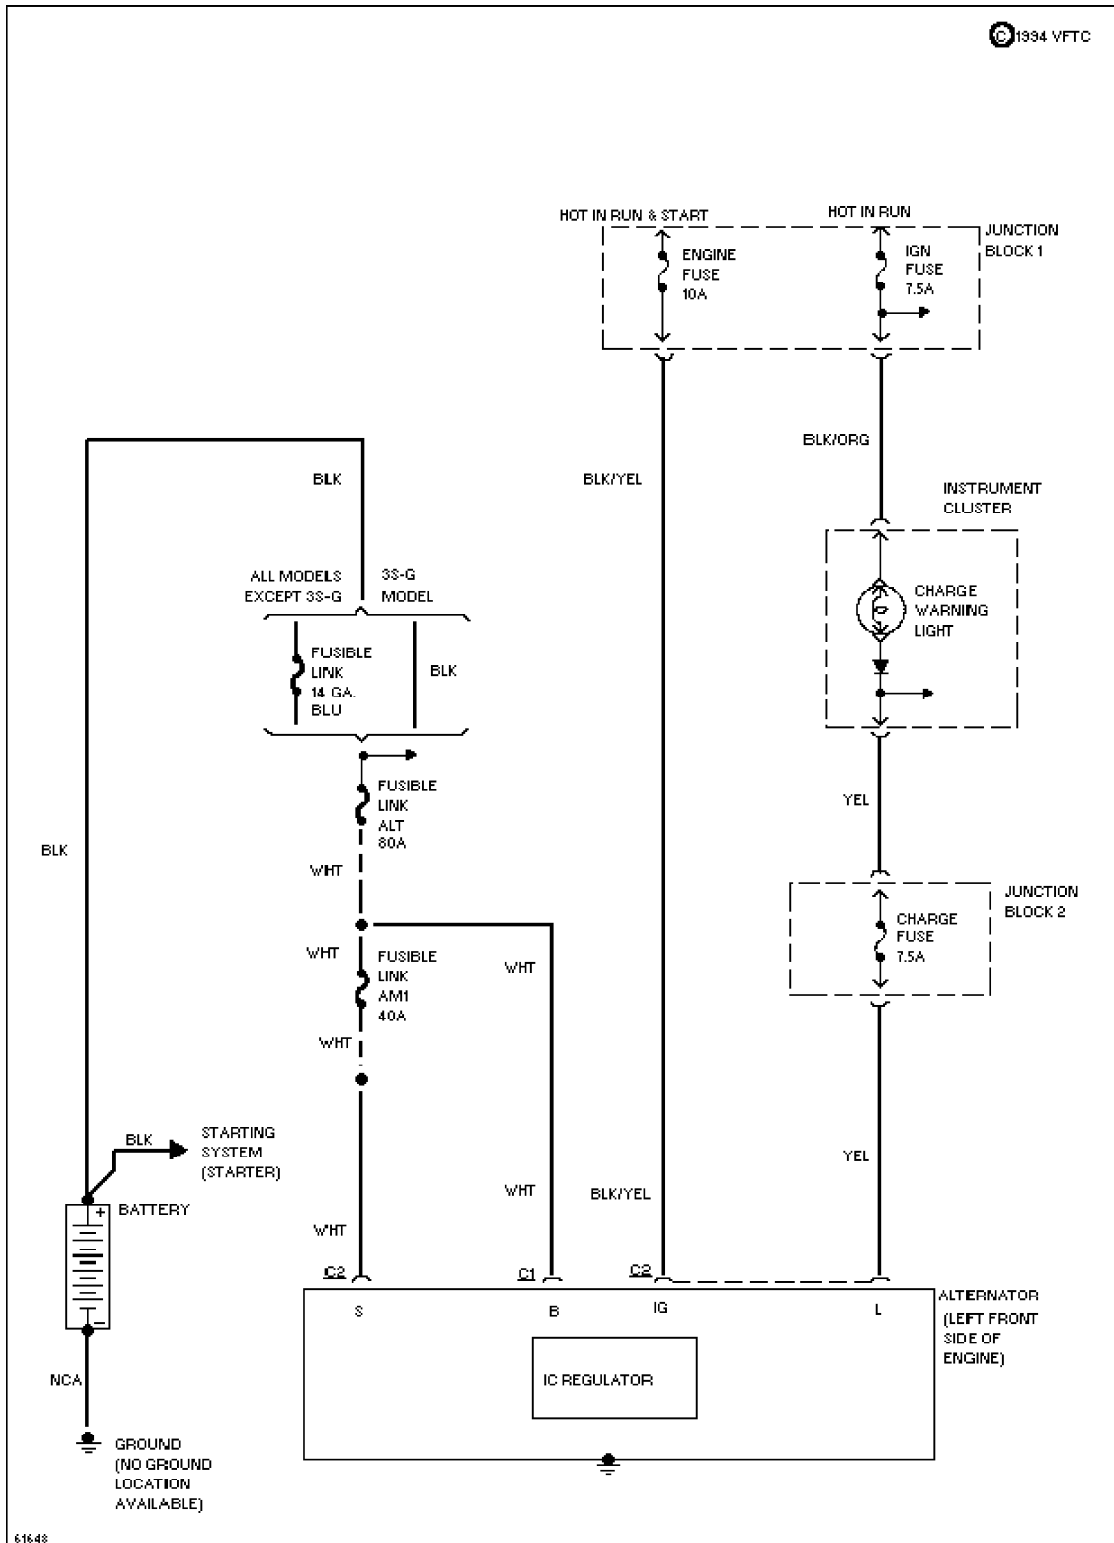 ©1994 VFTC
HOT IN RUN & START
HOT IN RUN
JUNCTION
BLOCK 1
ENGINE
FUSE
10A
IGN
FUSE
7.5A
BLK/ORG
BLK
BLK/YEL
INSTRUMENT
CLUSTER
ALL MODELS
EXCEPT 3S-G
3S-G
MODEL
CHARGE
WARNING
LIGHT
FUSIBLE
LINK
14 GA.
BLU
BLK
FUSIBLE
LINK
ALT
80A
YEL
BLK
WHT
JUNCTION
BLOCK 2
CHARGE
FUSE
7.5A
WHT
FUSIBLE
LINK
AM1
40A
WHT
WHT
BLK
STARTING
SYSTEM
(STARTER)
YEL
WHT
BLK/YEL
BATTERY
+
-
WHT
C2
C1
C2
S
B
IG
L
ALTERNATOR
(LEFT FRONT
SIDE OF
ENGINE)
IC REGULATOR
NCA
GROUND
(NO GROUND
LOCATION
AVAILABLE)
61648